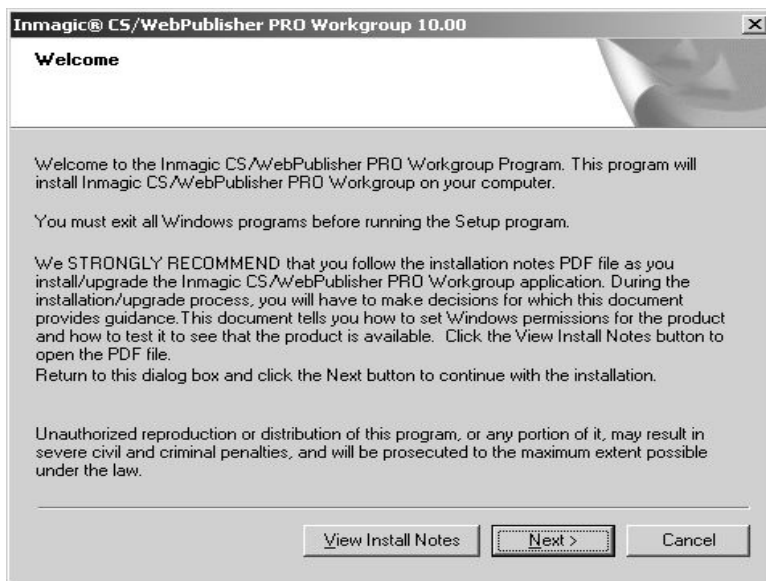 Inmagic® CS/WebPublisher PRO Workgroup 10.00
Welcome
Welcome to the Inmagic CS/WebPublisher PRO Workgroup Program. This program will
install Inmagic CS/WebPublisher PRO Workgroup on your computer.
You must exit all Windows programs before running the Setup program.
We STRONGLY RECOMMEND that you follow the installation notes PDF file as you
install/upgrade the Inmagic CS/WebPublisher PRO Workgroup application. During the
installation/upgrade process, you will have to make decisions for which this document
provides guidance.This document tells you how to set Windows permissions for the product
and how to test it to see that the product is available.  Click the View Install Notes button to
open the PDF file.
Return to this dialog box and click the Next button to continue with the installation.
Unauthorized reproduction or distribution of this program, or any portion of it, may result in
severe civil and criminal penalties, and will be prosecuted to the maximum extent possible
under the law.
View Install Notes Next > Cancel